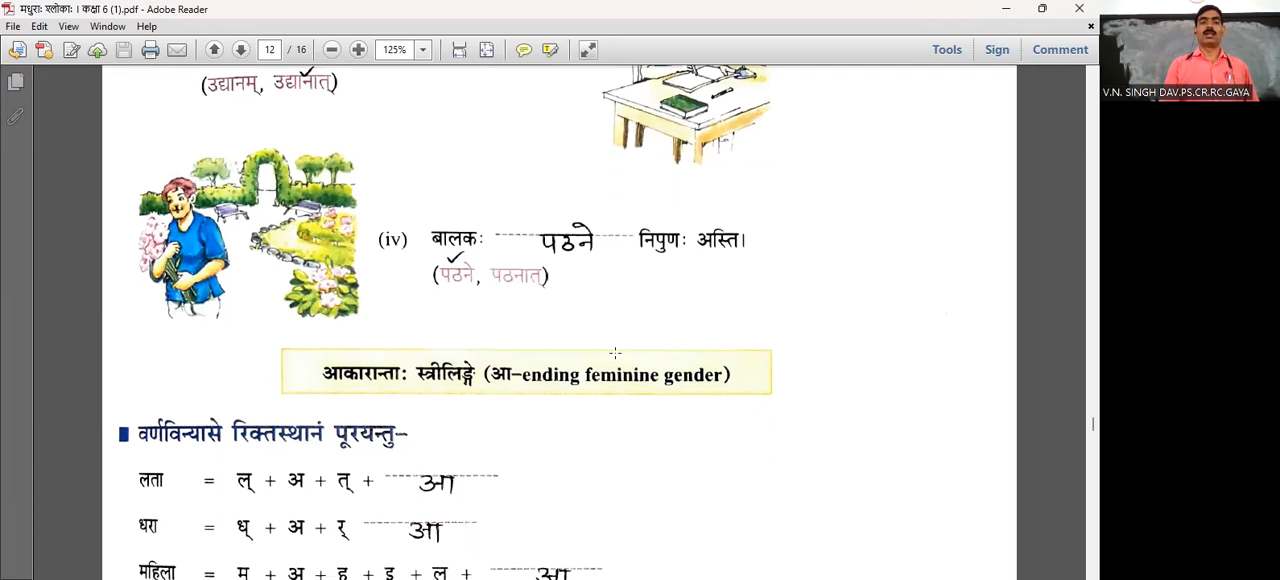 मधुराः श्लोकाः । कक्षा 6 (1).pdf - Adobe Reader
File Edit View Window Help
12 / 16 125% Tools Sign Comment
V.N. SINGH DAV.PS.CR.RC.GAYA
(उद्यानम्, उद्यानात्)
(iv) बालकः पठने निपुणः अस्ति।
(पठने, पठनात्)
आकारान्ताः स्त्रीलिङ्गे (आ-ending feminine gender)
वर्णविन्यासे रिक्तस्थानं पूरयन्तु-
लता = ल् + अ + त् + आ
धरा = ध् + अ + र् आ
महिला = म + अ + ह + इ + ल + आ